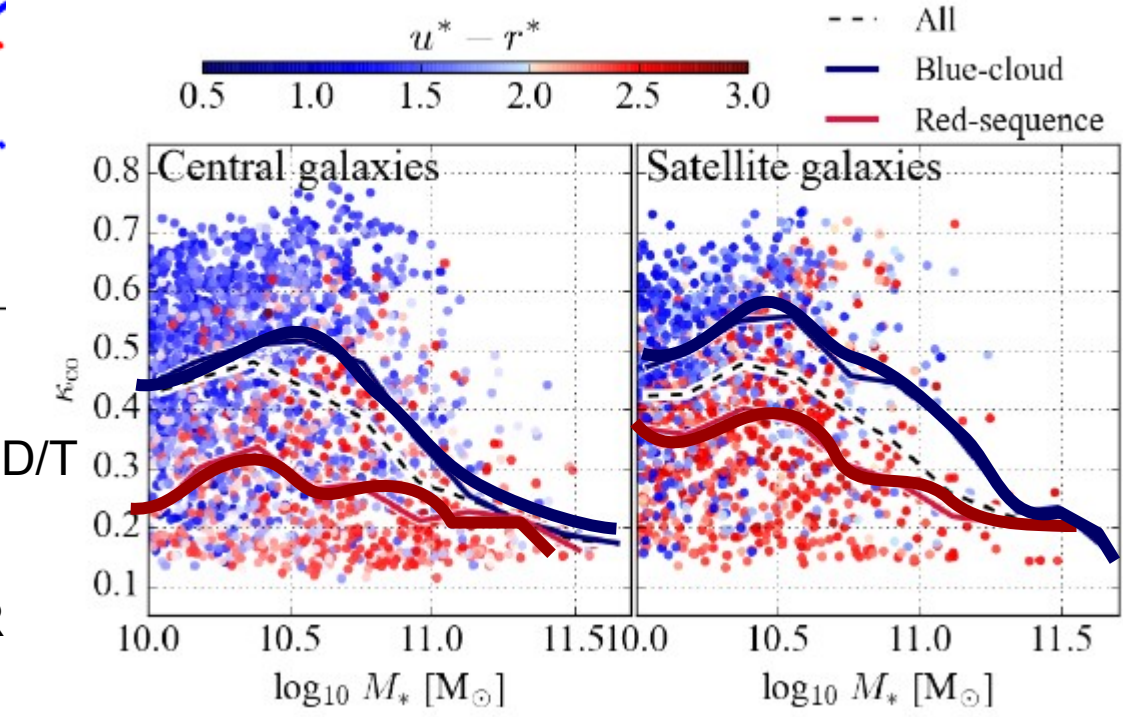 u* − r*
0.5 1.0 1.5 2.0 2.5 3.0
All
Blue-cloud
Red-sequence
Central galaxies
Satellite galaxies
0.8
0.7
0.6
0.5
0.4
0.3
0.2
0.1
κco
D/T
R
10.0 10.5 11.0 11.510.0 10.5 11.0 11.5
log10 M* [M⊙]
log10 M* [M⊙]